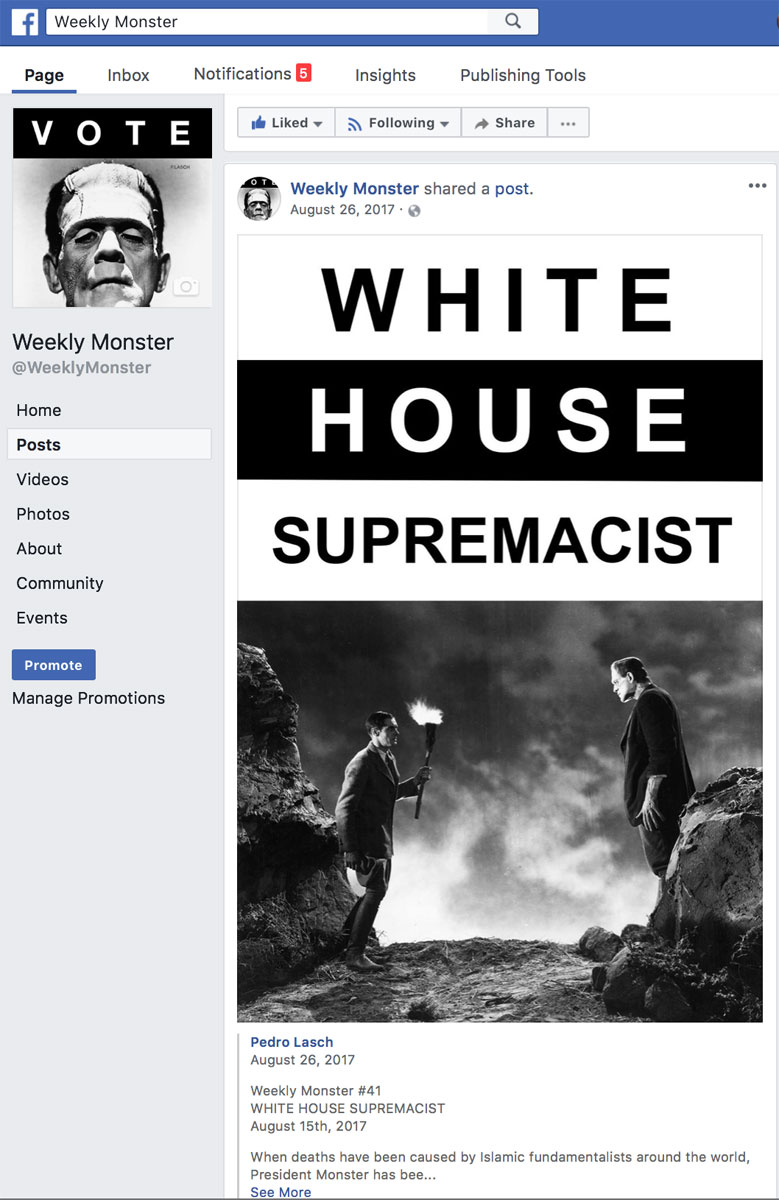 Weekly Monster
Page Inbox Notifications 5 Insights Publishing Tools
VOTE
Liked Following Share
Weekly Monster shared a post.
August 26, 2017
Weekly Monster
@WeeklyMonster
Home
Posts
Videos
Photos
About
Community
Events
Promote
Manage Promotions
WHITE
HOUSE
SUPREMACIST
Pedro Lasch
August 26, 2017
Weekly Monster #41
WHITE HOUSE SUPREMACIST
August 15th, 2017
When deaths have been caused by Islamic fundamentalists around the world,
President Monster has bee...
See More